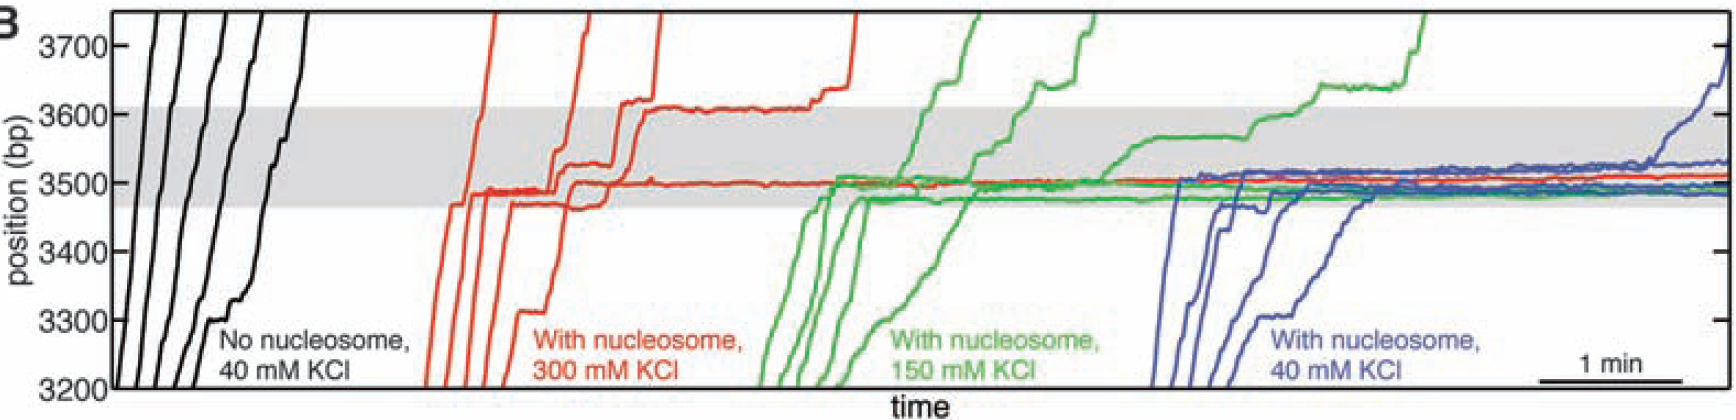 B
3700
3600
3500
3400
3300
3200
position (bp)
No nucleosome,
40 mM KCl
With nucleosome,
300 mM KCl
With nucleosome,
150 mM KCl
With nucleosome,
40 mM KCl
1 min
time